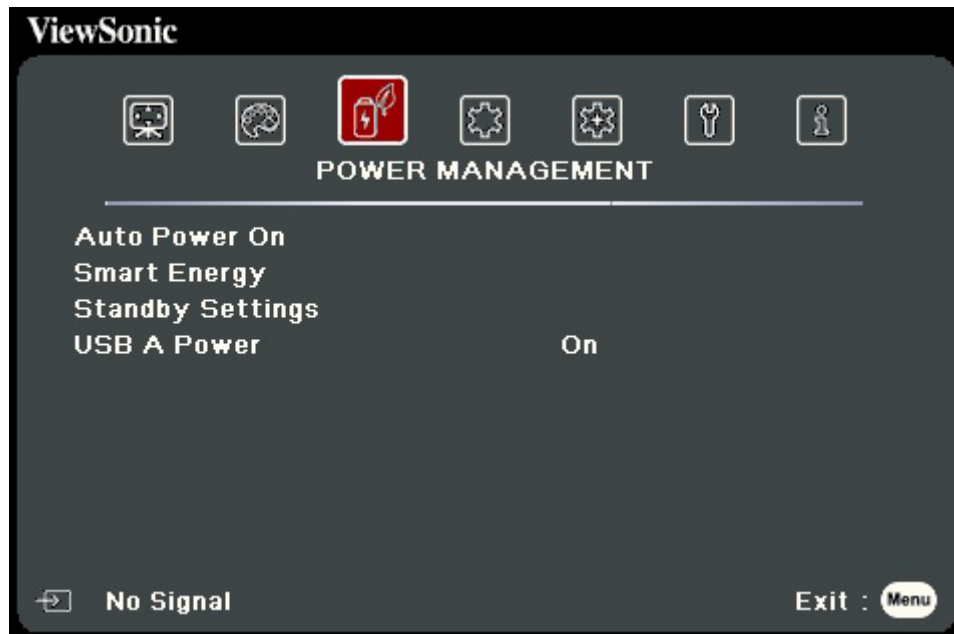 ViewSonic
POWER MANAGEMENT
Auto Power On
Smart Energy
Standby Settings
USB A Power On
No Signal Exit : Menu